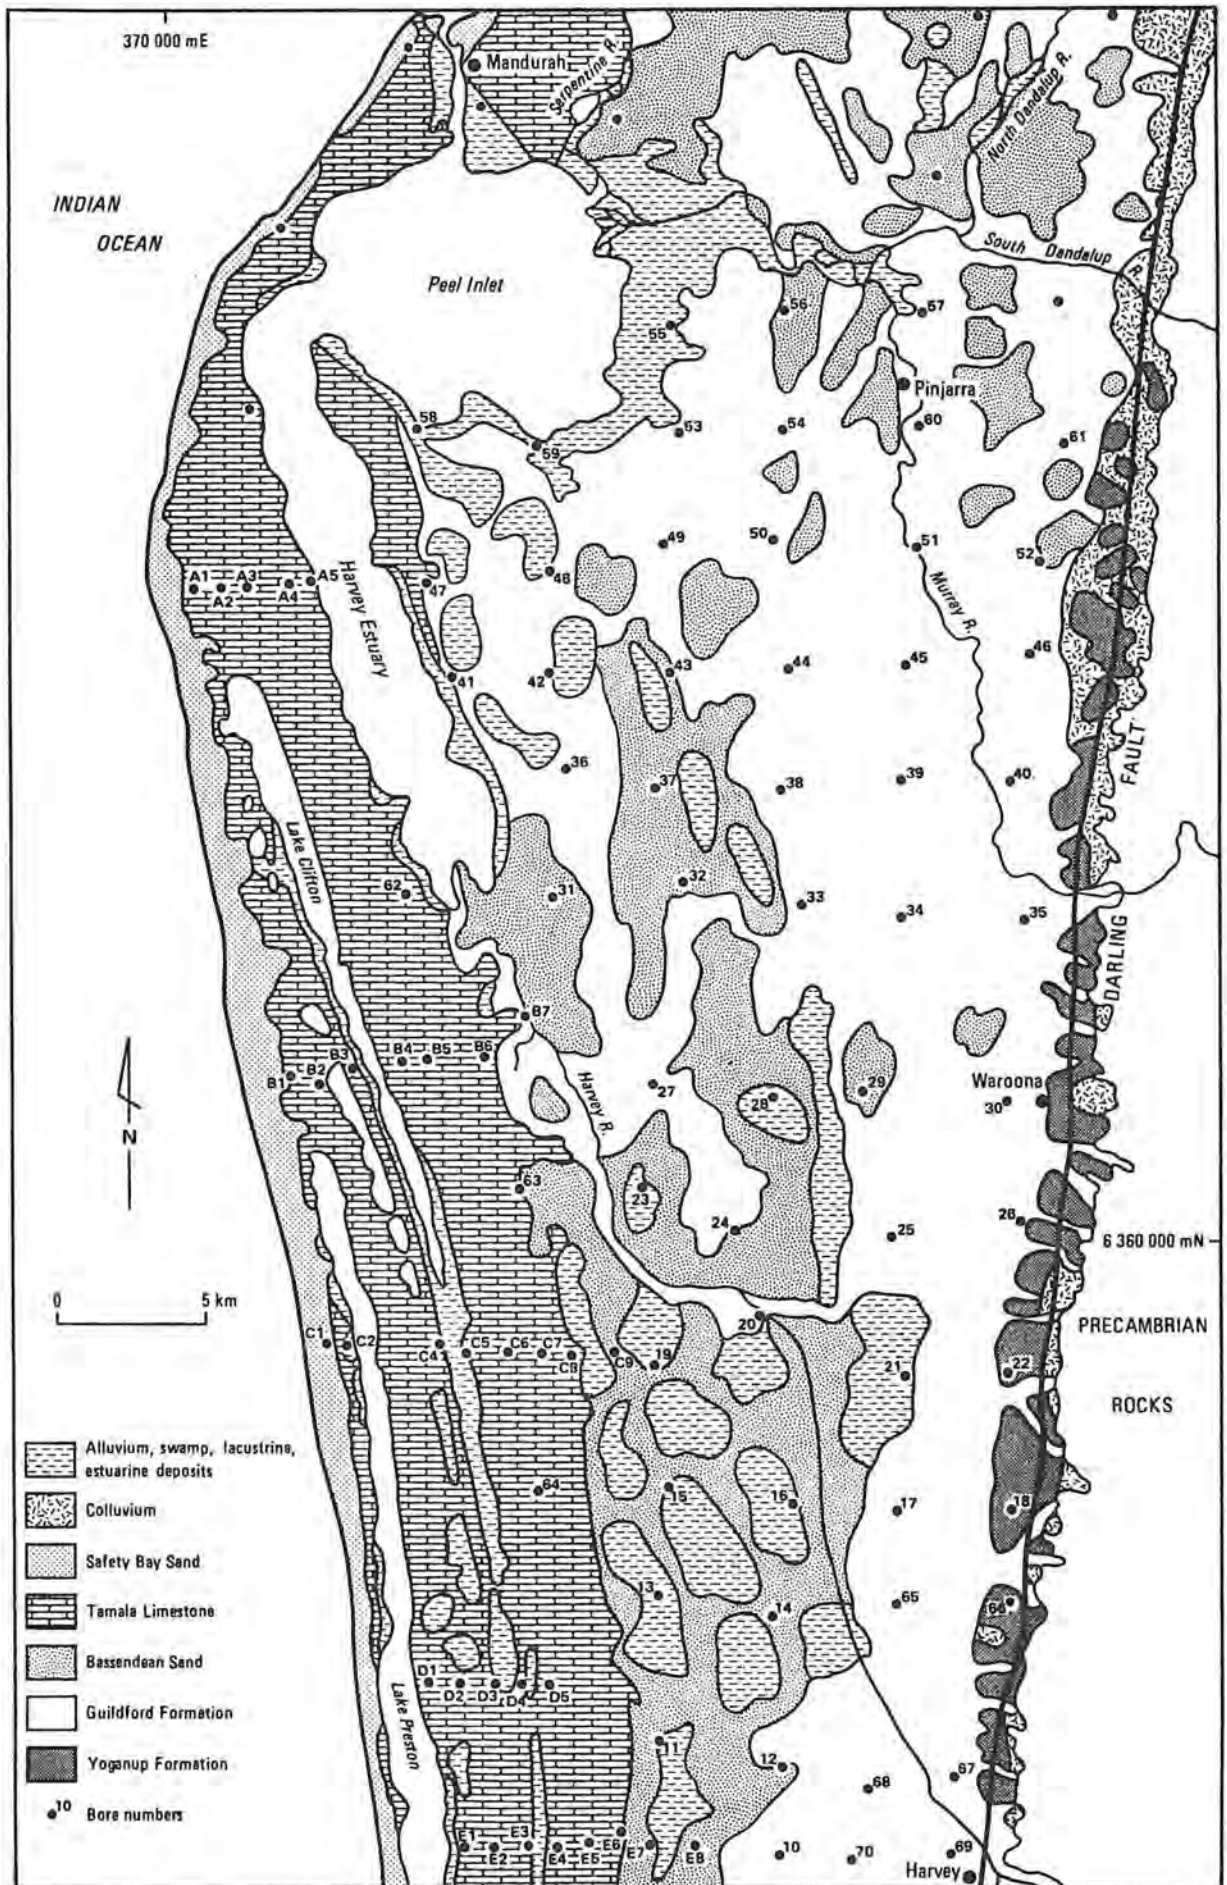 370 000 mE
Mandurah
Serpentine R.
North Dandalup R.
INDIAN
OCEAN
South Dandalup R.
Peel Inlet
56
57
55
Pinjarra
58
53
54
60
61
59
49
50
51
52
Harvey Estuary
A1
A3
A5
A2
A4
47
48
Murray R.
46
43
44
45
41
42
36
37
38
39
40
FAULT
Lake Clifton
62
31
32
33
34
35
DARLING
B7
N
B3
B4
B5
B6
B1
B2
Harvey R.
27
28
29
Waroona
30
63
23
24
25
26
6 360 000 mN
0
5 km
20
PRECAMBRIAN
ROCKS
C1
C2
C4
C5
C6
C7
C8
C9
19
21
22
64
15
16
17
18
13
14
65
66
Alluvium, swamp, lacustrine,
estuarine deposits
Colluvium
Safety Bay Sand
Tamala Limestone
Bassendean Sand
Guildford Formation
Yoganup Formation
10
Bore numbers
D1
D2
D3
D4
D5
Lake Preston
11
12
68
67
E1
E2
E3
E4
E5
E6
E7
E8
10
70
69
Harvey